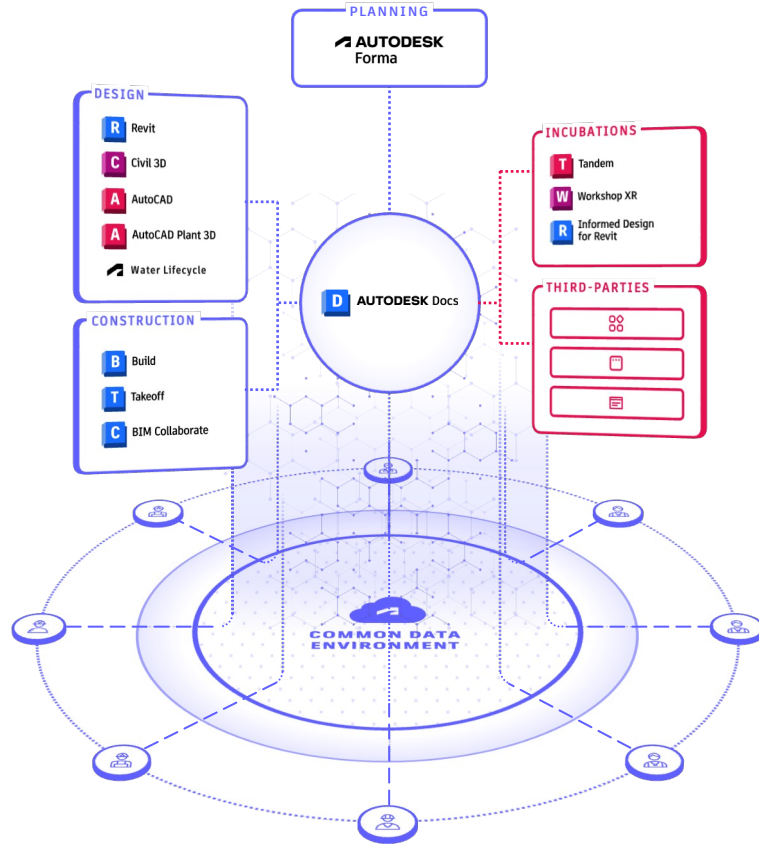 PLANNING
AUTODESK
Forma
DESIGN
R Revit
C Civil 3D
A AutoCAD
A AutoCAD Plant 3D
Water Lifecycle
CONSTRUCTION
B Build
T Takeoff
C BIM Collaborate
D AUTODESK Docs
INCUBATIONS
T Tandem
W Workshop XR
R Informed Design
for Revit
THIRD-PARTIES
COMMON DATA
ENVIRONMENT